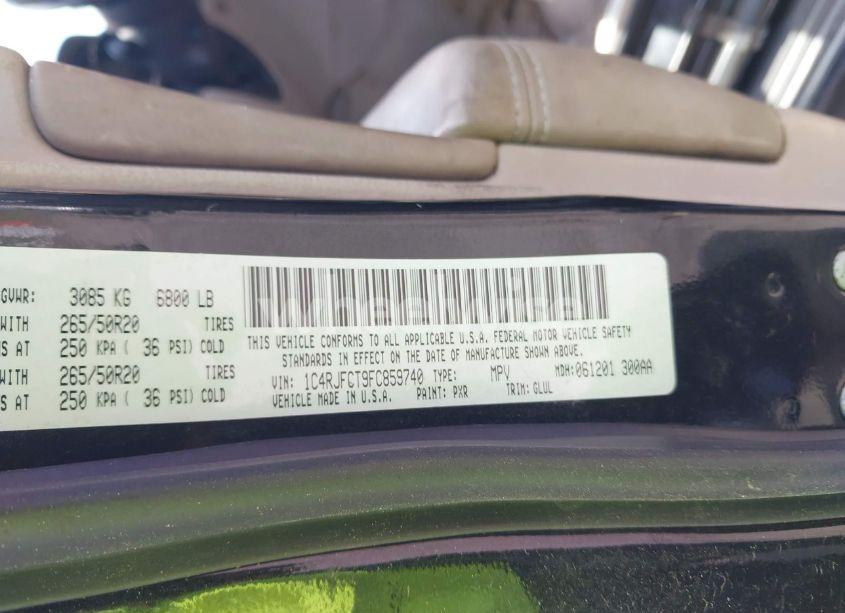 GVWR: 3085 KG 6800 LB
WITH 265/50R20 TIRES
S AT 250 KPA ( 36 PSI) COLD
WITH 265/50R20 TIRES
S AT 250 KPA ( 36 PSI) COLD
THIS VEHICLE CONFORMS TO ALL APPLICABLE U.S.A. FEDERAL MOTOR VEHICLE SAFETY
STANDARDS IN EFFECT ON THE DATE OF MANUFACTURE SHOWN ABOVE.
VIN: 1C4RJFCT9FC859740 TYPE: MPV MDH: 061201 300AA
VEHICLE MADE IN U.S.A. PAINT: PXR TRIM: GLUL